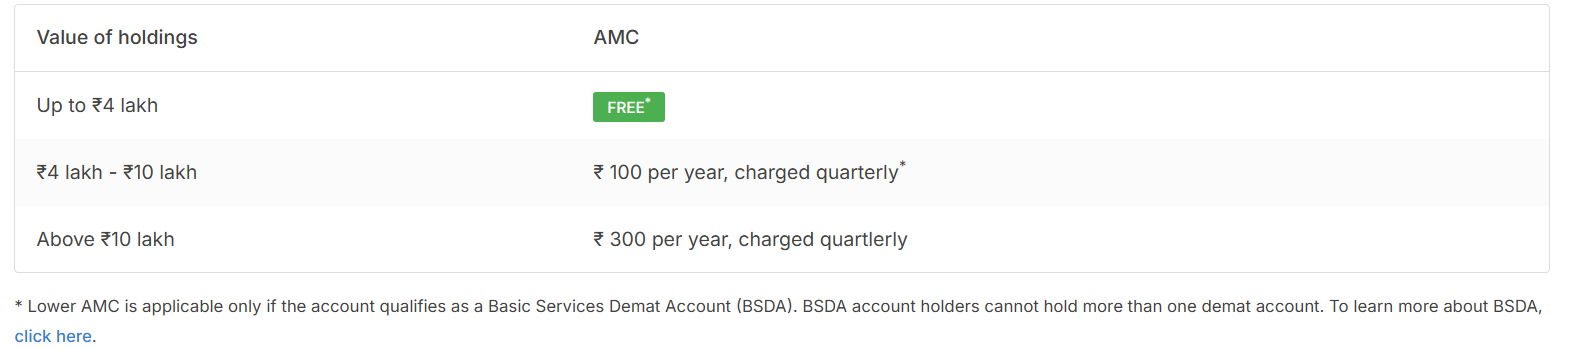 Value of holdings AMC
Up to ₹4 lakh FREE*
₹4 lakh - ₹10 lakh ₹ 100 per year, charged quarterly*
Above ₹10 lakh ₹ 300 per year, charged quartlerly
* Lower AMC is applicable only if the account qualifies as a Basic Services Demat Account (BSDA). BSDA account holders cannot hold more than one demat account. To learn more about BSDA,
click here.